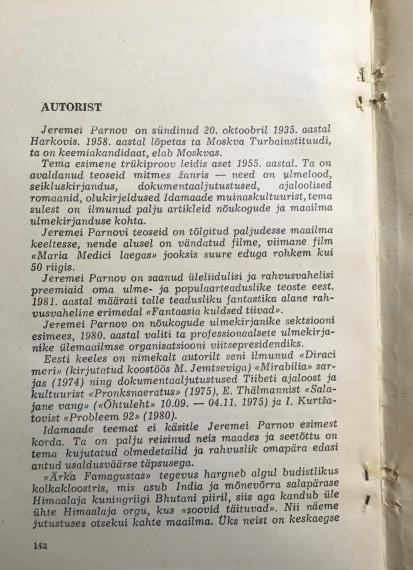 AUTORIST
Jeremei Parnov on sündinud 20. oktoobril 1935. aastal
Harkovis. 1958. aastal lõpetas ta Moskva Turbainstituudi,
ta on keemiakandidaat, elab Moskvas.
Tema esimene trükiproov leidis aset 1955. aastal. Ta on
avaldanud teoseid mitmes žanris — need on ulmelood,
seikluskirjandus, dokumentaaljutustused, ajaloolised
romaanid, olukirjeldused Idamaade muinaskultuurist, tema
sulest on ilmunud palju artikleid nõukogude ja maailma
ulmekirjanduse kohta.
Jeremei Parnovi teoseid on tõlgitud paljudesse maailma
keeltesse, nende alusel on vändatud filme, viimane film
«Maria Medici laegas» jooksis suure eduga rohkem kui
50 riigis.
Jeremei Parnov on saanud üleliidulisi ja rahvusvahelisi
preemiaid oma ulme- ja populaarteaduslike teoste eest.
1981. aastal määrati talle teadusliku fantastika alane rah-
vusvaheline erimedal «Fantaasia kuldsed tiivad».
Jeremei Parnov on nõukogude ulmekirjanike sektsiooni
esimees, 1980. aastal valiti ta professionaalsete ulmekirja-
nike ülemaailmse organisatsiooni viitsepresidendiks.
Eesti keeles on nimekalt autorilt seni ilmunud «Diraci
meri» (kirjutatud koostöös M. Jemtseviga) «Mirabilia» sar-
jas (1974) ning dokumentaaljutustused Tiibeti ajaloost ja
kultuurist «Pronksnaeratus» (1975), E. Thälmannist «Sala-
jane vang» («Õhtuleht» 10.09. — 04.11. 1975) ja I. Kurtša-
tovist «Probleem 92» (1980).
Idamaade teemat ei käsitle Jeremei Parnov esimest
korda. Ta on palju reisinud neis maades ja seetõttu on
tema kujutatud olmedetailid ja rahvuslik omapära edasi
antud usaldusväärse täpsusega.
«Ärka Famagustas» tegevus hargneb algul budistlikus
kolkakloostris, mis asub India ja mõnevõrra salapärase
Himaalaja kuningriigi Bhutani piiril, siis aga kandub üle
ühte Himaalaja orgu, kus «soovid täituvad». Nii näeme
jutustuses otsekui kahte maailma. Üks neist on keskaegse
142